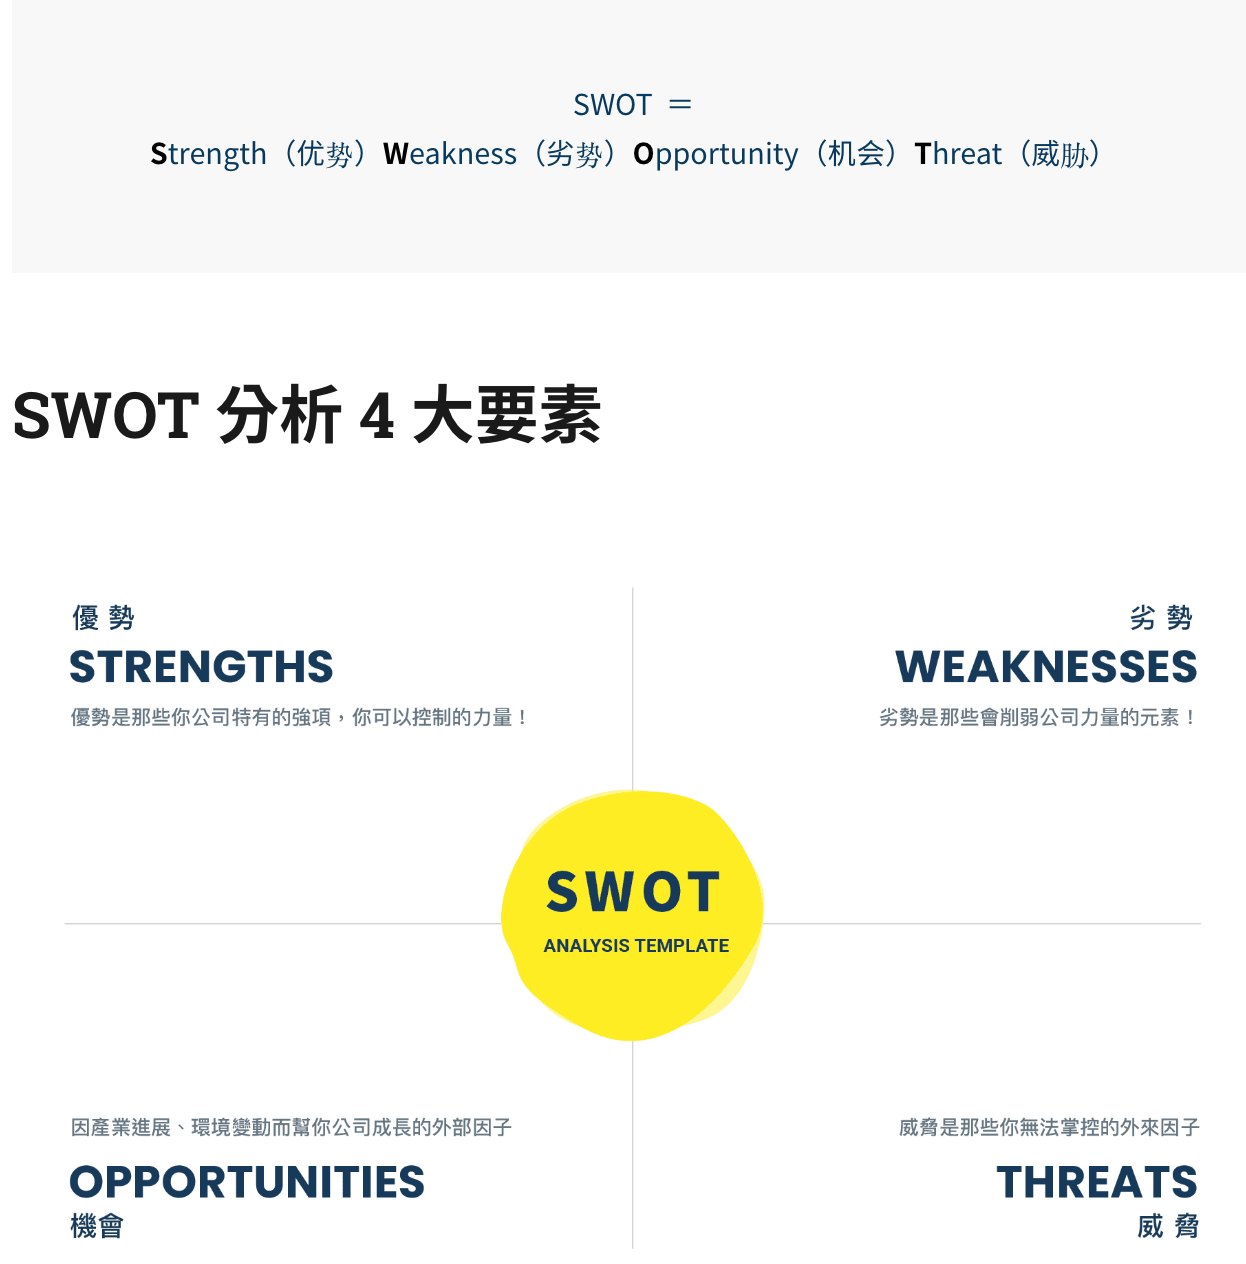 SWOT ＝
Strength（优势）Weakness（劣势）Opportunity（机会）Threat（威胁）
SWOT 分析 4 大要素
優勢
STRENGTHS
優勢是那些你公司特有的強項，你可以控制的力量！
劣勢
WEAKNESSES
劣勢是那些會削弱公司力量的元素！
SWOT
ANALYSIS TEMPLATE
因產業進展、環境變動而幫你公司成長的外部因子
OPPORTUNITIES
機會
威脅是那些你無法掌控的外來因子
THREATS
威脅